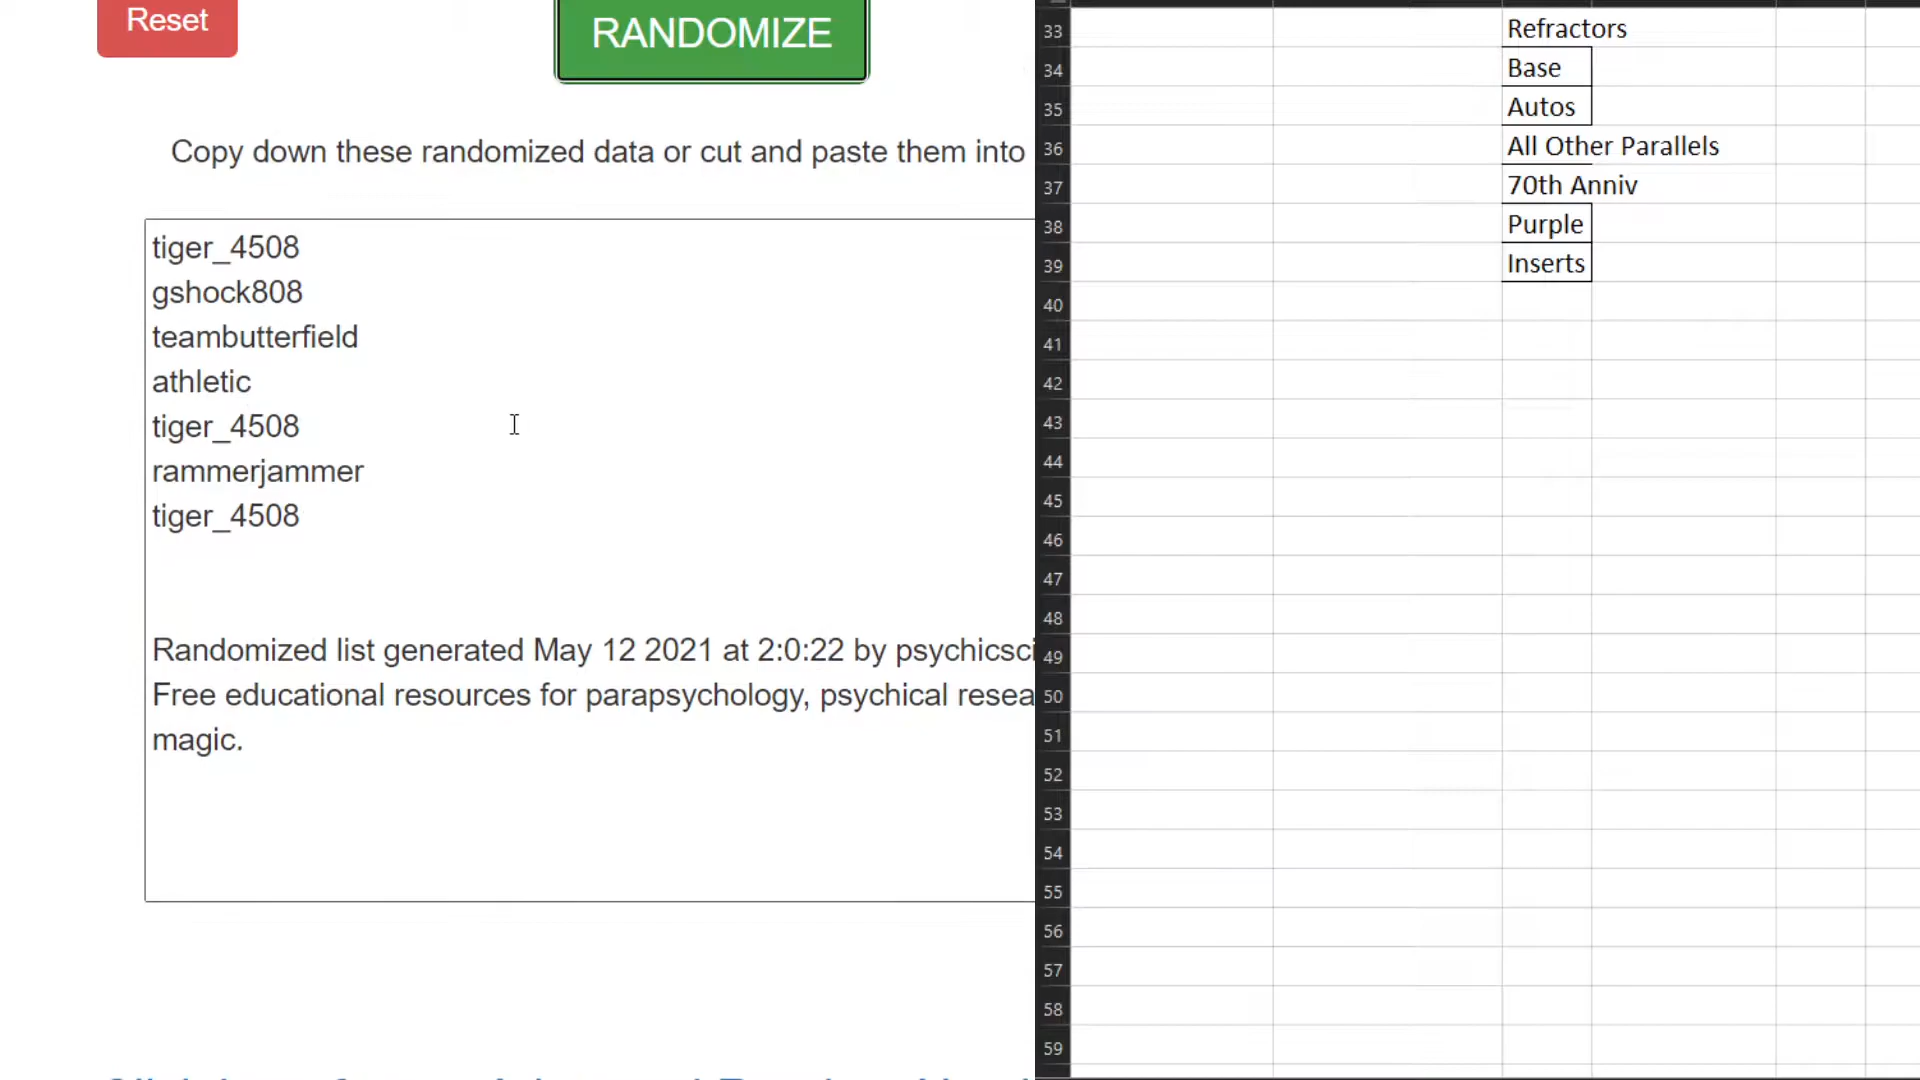 Reset
RANDOMIZE
Copy down these randomized data or cut and paste them into
tiger_4508
gshock808
teambutterfield
athletic
tiger_4508
rammerjammer
tiger_4508
Randomized list generated May 12 2021 at 2:0:22 by psychicsci
Free educational resources for parapsychology, psychical resea
magic.
33 Refractors
34 Base
35 Autos
36 All Other Parallels
37 70th Anniv
38 Purple
39 Inserts
40
41
42
43
44
45
46
47
48
49
50
51
52
53
54
55
56
57
58
59